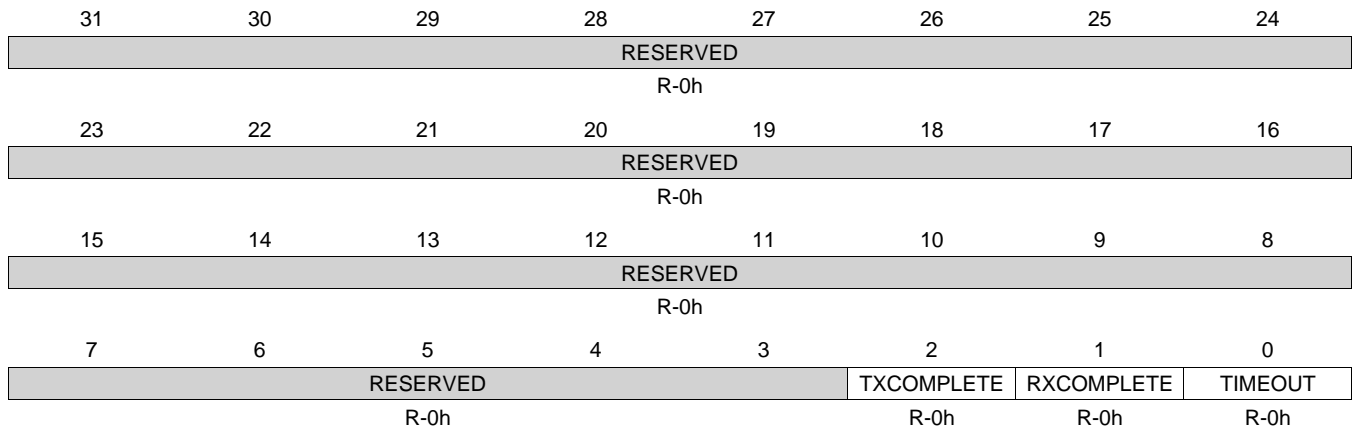 31 30 29 28 27 26 25 24
RESERVED
R-0h
23 22 21 20 19 18 17 16
RESERVED
R-0h
15 14 13 12 11 10 9 8
RESERVED
R-0h
7 6 5 4 3 2 1 0
RESERVED TXCOMPLETE RXCOMPLETE TIMEOUT
R-0h R-0h R-0h R-0h